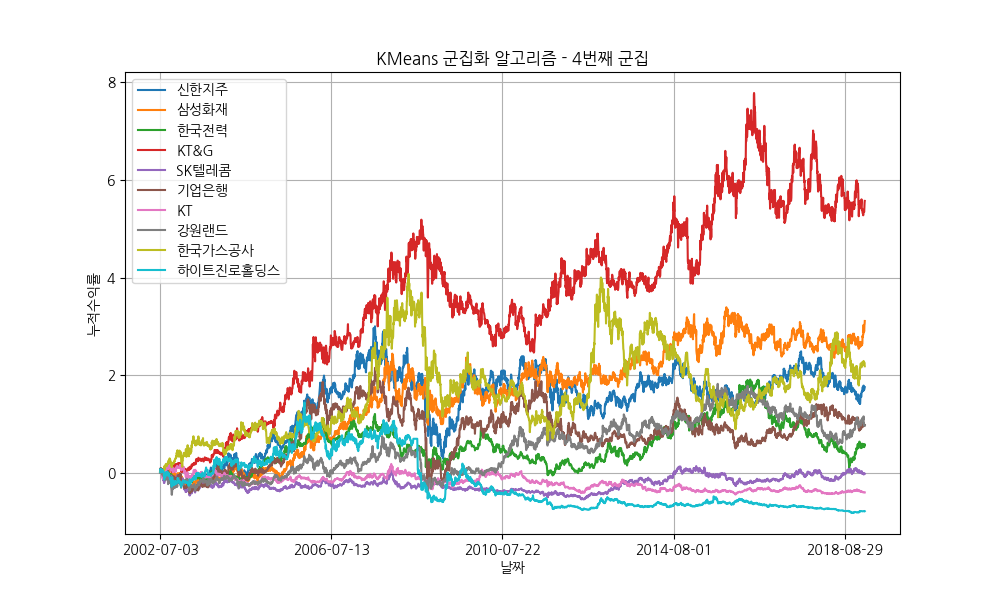 KMeans 군집화 알고리즘 - 4번째 군집
신한지주
삼성화재
한국전력
KT&G
SK텔레콤
기업은행
KT
강원랜드
한국가스공사
하이트진로홀딩스
누적수익률
8
6
4
2
0
2002-07-03 2006-07-13 2010-07-22 2014-08-01 2018-08-29
날짜